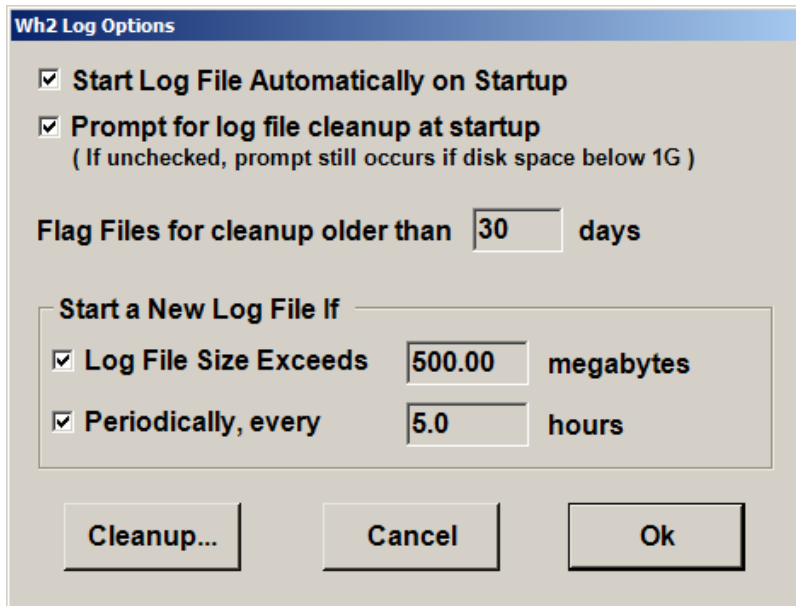 Wh2 Log Options
Start Log File Automatically on Startup
Prompt for log file cleanup at startup
( If unchecked, prompt still occurs if disk space below 1G )
Flag Files for cleanup older than 30 days
Start a New Log File If
Log File Size Exceeds 500.00 megabytes
Periodically, every 5.0 hours
Cleanup... Cancel Ok